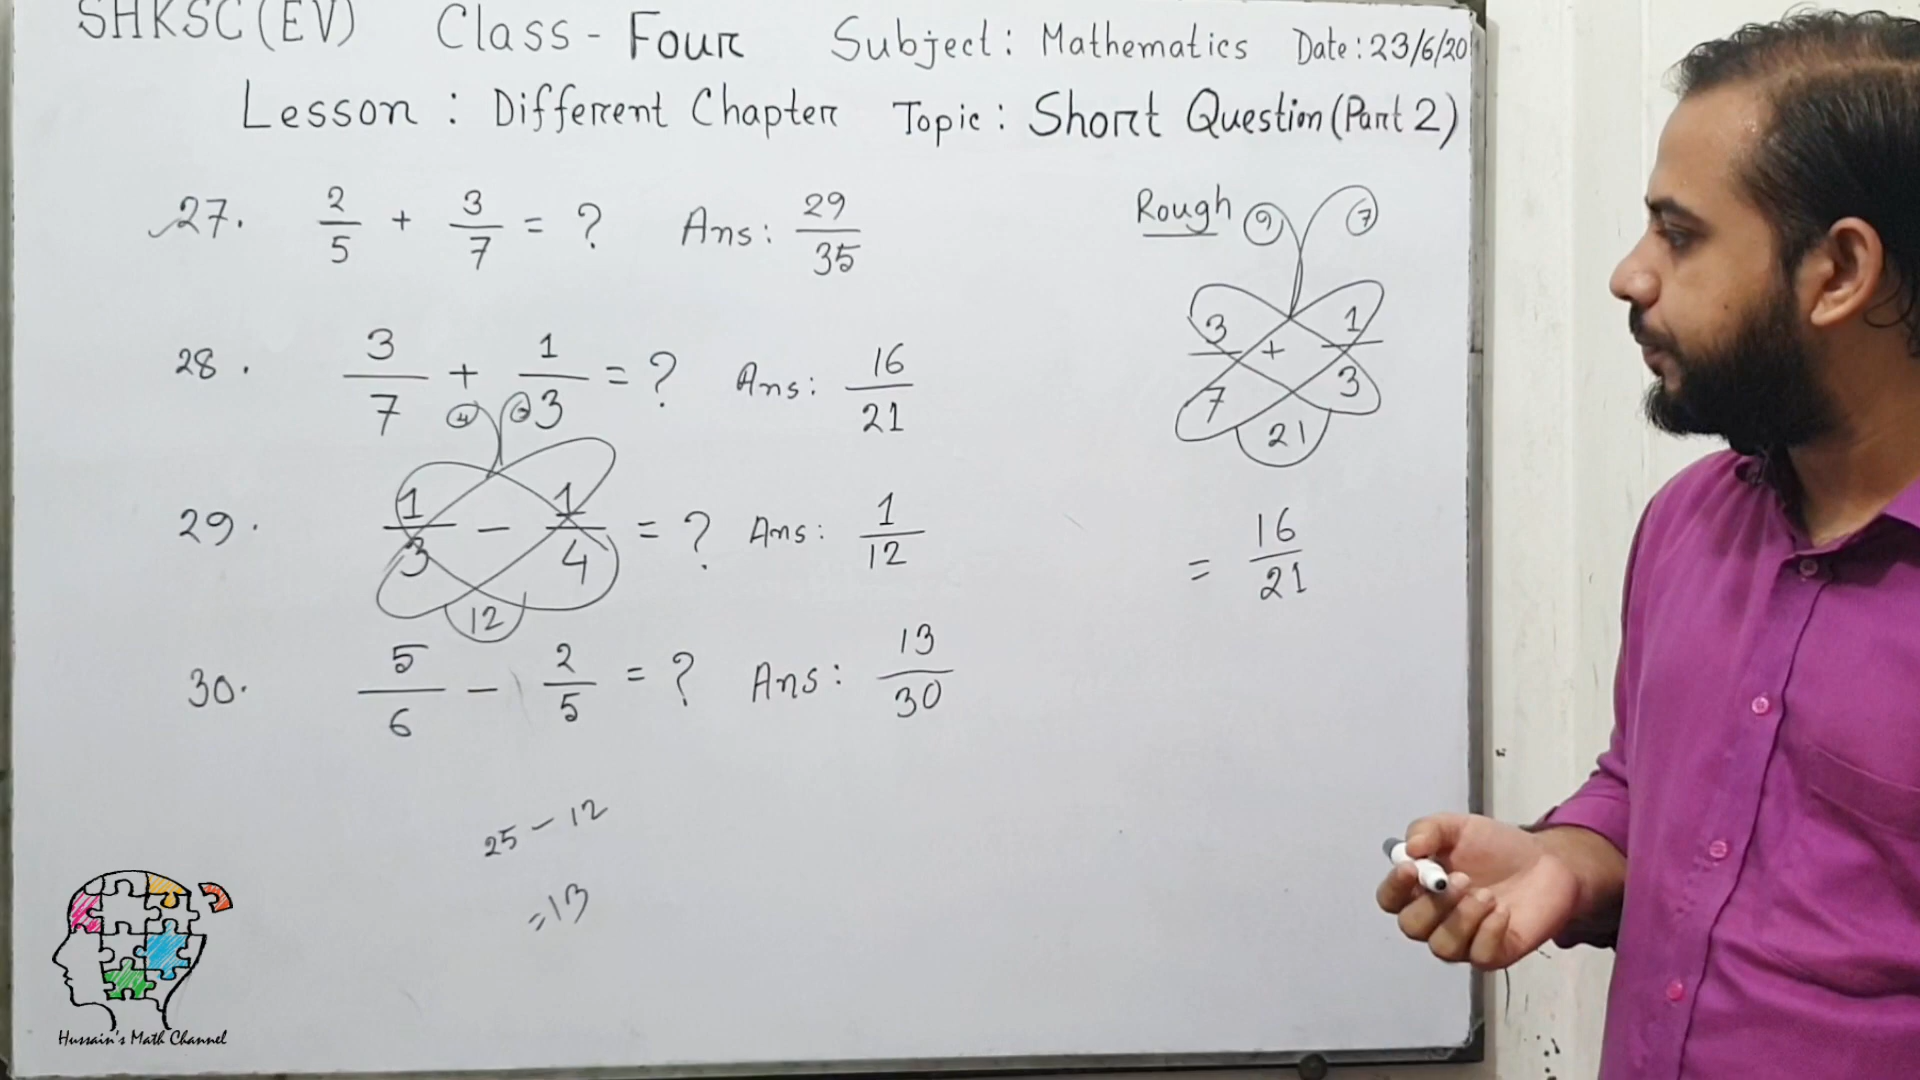 SHKSC (EV) Class - Four Subject : Mathematics Date : 23/6/20
Lesson : Different Chapter Topic : Short Question (Part 2)
27. 2/5 + 3/7 = ? Ans : 29/35
28. 3/7 + 1/3 = ? Ans : 16/21
29. 1/3 - 1/4 = ? Ans : 1/12
4
12
30. 5/6 - 2/5 = ? Ans : 13/30
25 - 12
= 13
Rough
9 7
3/7 + 1/3
21
= 16/21
Hussain's Math Channel